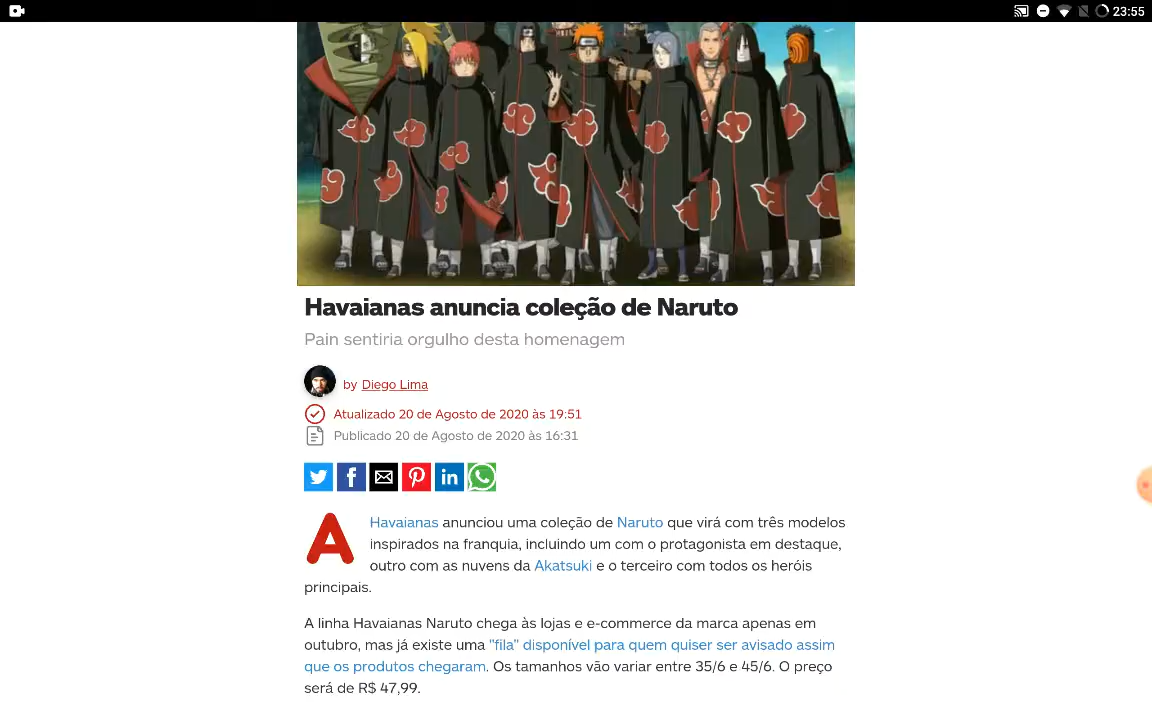 23:55
Havaianas anuncia coleção de Naruto
Pain sentiria orgulho desta homenagem
by Diego Lima
Atualizado 20 de Agosto de 2020 às 19:51
Publicado 20 de Agosto de 2020 às 16:31
A Havaianas anunciou uma coleção de Naruto que virá com três modelos
inspirados na franquia, incluindo um com o protagonista em destaque,
outro com as nuvens da Akatsuki e o terceiro com todos os heróis
principais.
A linha Havaianas Naruto chega às lojas e e-commerce da marca apenas em
outubro, mas já existe uma "fila" disponível para quem quiser ser avisado assim
que os produtos chegaram. Os tamanhos vão variar entre 35/6 e 45/6. O preço
será de R$ 47,99.